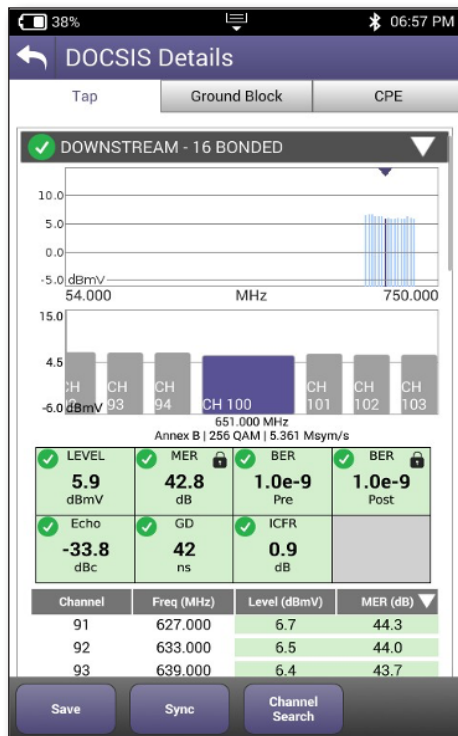 38% 06:57 PM
DOCSIS Details
Tap Ground Block CPE
DOWNSTREAM - 16 BONDED
10.0
5.0
0.0
-5.0 dBmV
54.000 MHz 750.000
15.0
4.5
CH CH CH CH CH CH
93 94 CH 100 101 102 103
-6.0 dBmV
651.000 MHz
Annex B | 256 QAM | 5.361 Msym/s
LEVEL MER BER BER
5.9 42.8 1.0e-9 1.0e-9
dBmV dB Pre Post
Echo GD ICFR
-33.8 42 0.9
dBc ns dB
Channel Freq (MHz) Level (dBmV) MER (dB)
91 627.000 6.7 44.3
92 633.000 6.5 44.0
93 639.000 6.4 43.7
Save Sync Channel
Search